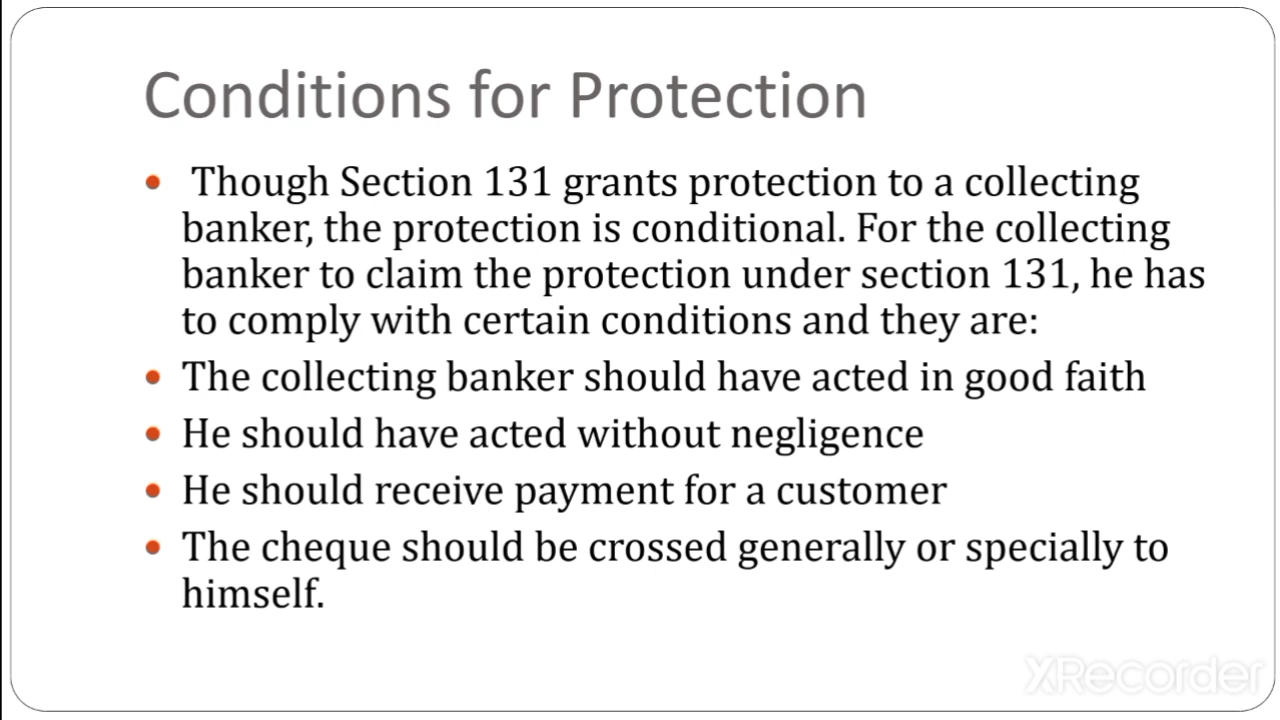 Conditions for Protection
• Though Section 131 grants protection to a collecting
banker, the protection is conditional. For the collecting
banker to claim the protection under section 131, he has
to comply with certain conditions and they are:
• The collecting banker should have acted in good faith
• He should have acted without negligence
• He should receive payment for a customer
• The cheque should be crossed generally or specially to
himself.
XRecorder